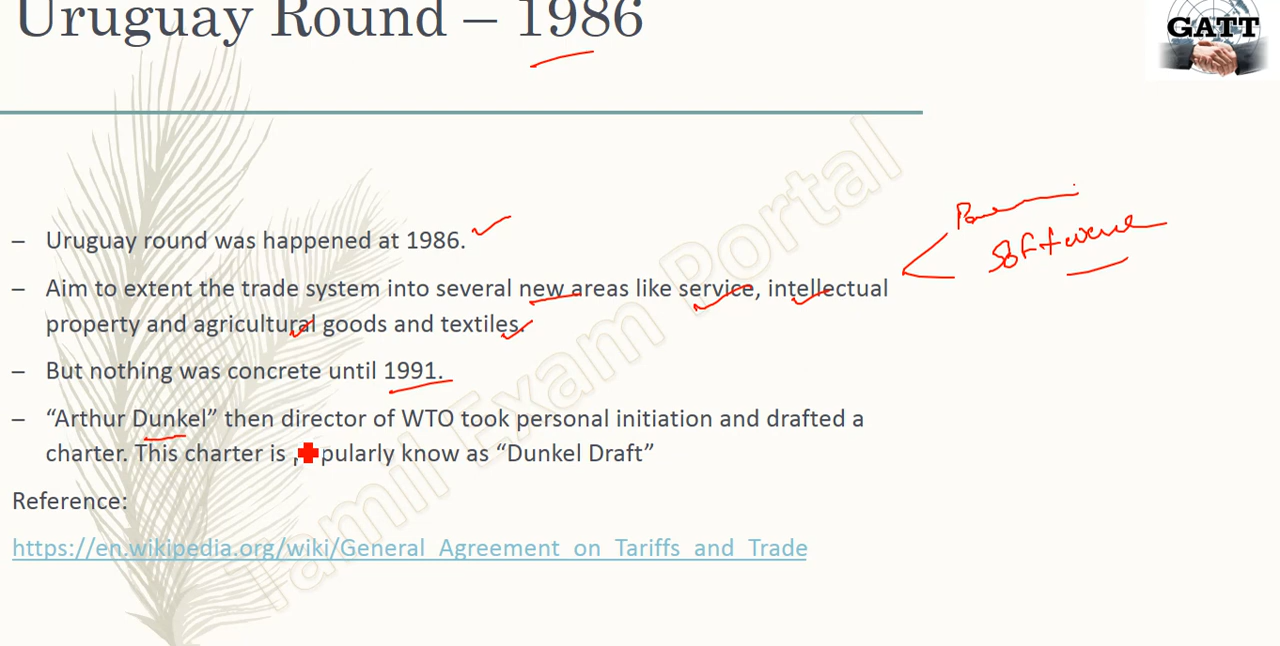 Uruguay Round – 1986
GATT
– Uruguay round was happened at 1986.
– Aim to extent the trade system into several new areas like service, intellectual
property and agricultural goods and textiles.
– But nothing was concrete until 1991.
– “Arthur Dunkel” then director of WTO took personal initiation and drafted a
charter. This charter is pularly know as “Dunkel Draft”
Reference:
https://en.wikipedia.org/wiki/General_Agreement_on_Tariffs_and_Trade
Software
Tamil Exam Portal